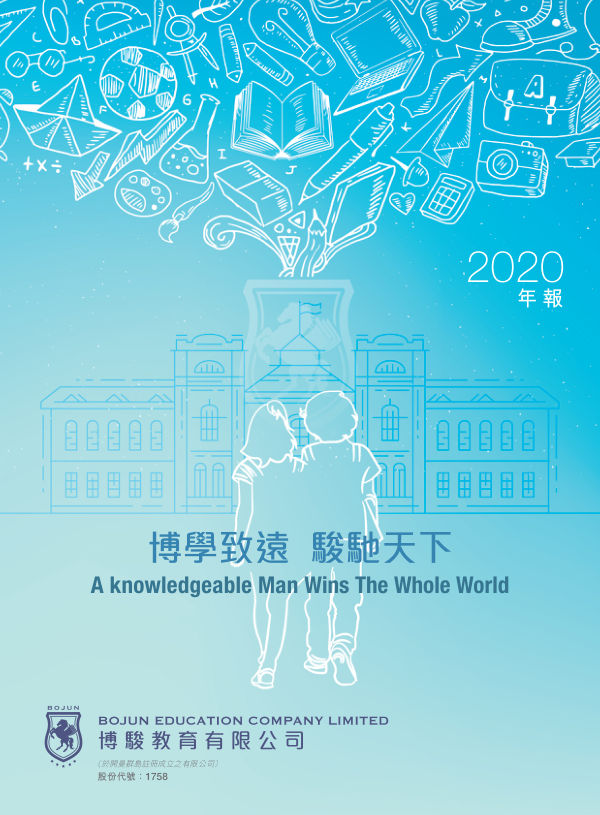 2020
年報
博學致遠 駿馳天下
A knowledgeable Man Wins The Whole World
BOJUN
BOJUN EDUCATION COMPANY LIMITED
博駿教育有限公司
(於開曼群島註冊成立之有限公司)
股份代號：1758